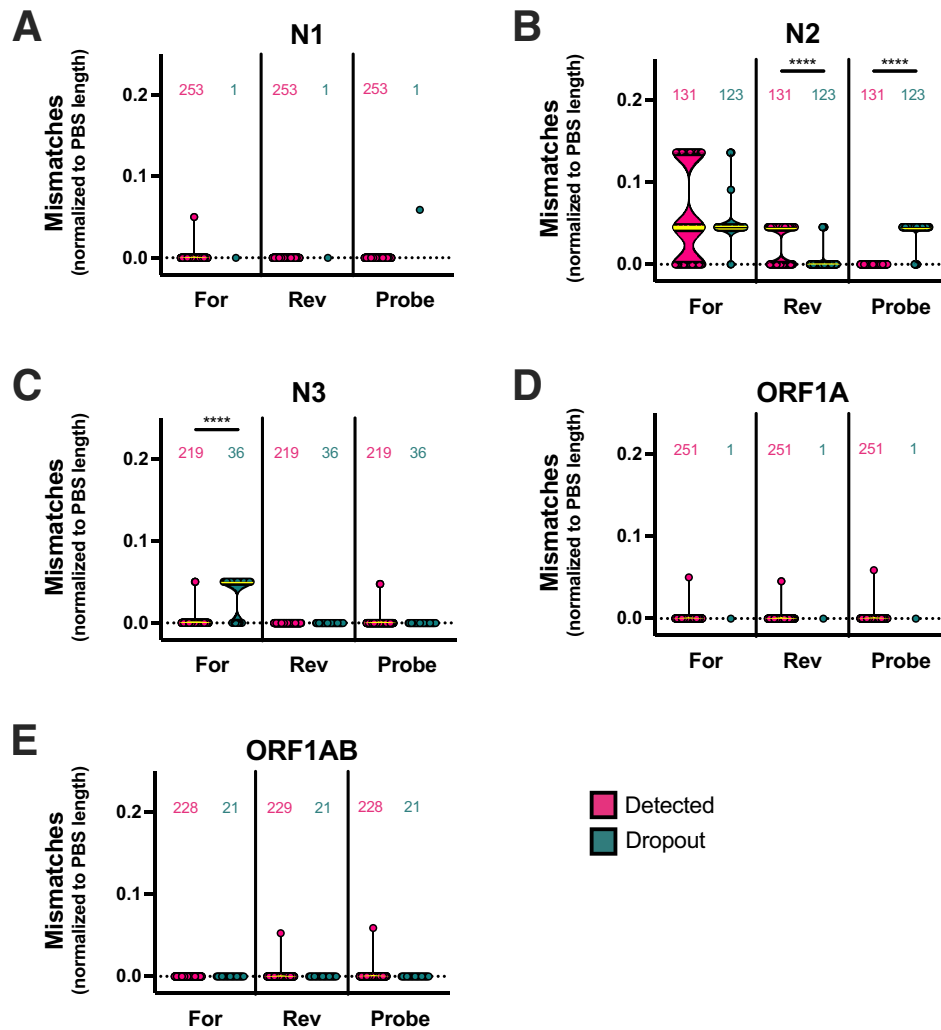 A
N1
Mismatches
(normalized to PBS length)
0.2
0.1
0.0
253 1 253 1 253 1
For Rev Probe
B
N2
Mismatches
(normalized to PBS length)
0.2
0.1
0.0
**** ****
131 123 131 123 131 123
For Rev Probe
C
N3
Mismatches
(normalized to PBS length)
0.2
0.1
0.0
****
219 36 219 36 219 36
For Rev Probe
D
ORF1A
Mismatches
(normalized to PBS length)
0.2
0.1
0.0
251 1 251 1 251 1
For Rev Probe
E
ORF1AB
Mismatches
(normalized to PBS length)
0.2
0.1
0.0
228 21 229 21 228 21
For Rev Probe
Detected
Dropout